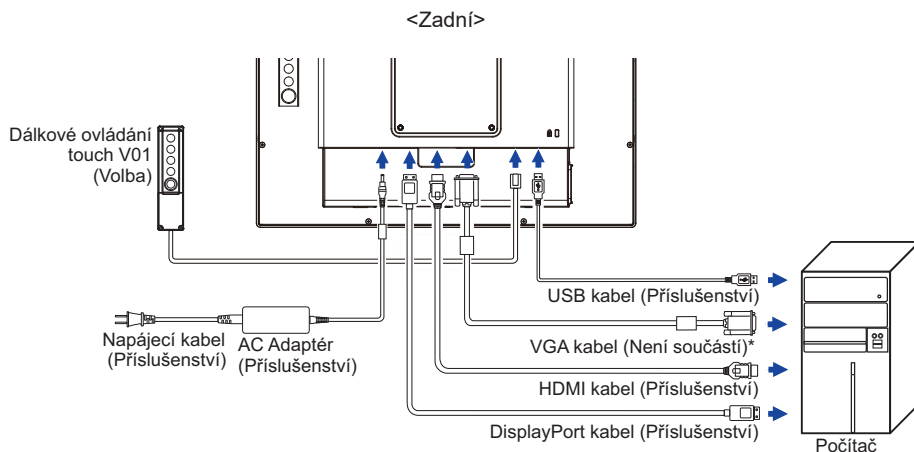 <Zadní>
Dálkové ovládání
touch V01
(Volba)
USB kabel (Příslušenství)
Napájecí kabel
(Příslušenství)
AC Adaptér
(Příslušenství)
VGA kabel (Není součástí)*
HDMI kabel (Příslušenství)
DisplayPort kabel (Příslušenství)
Počítač